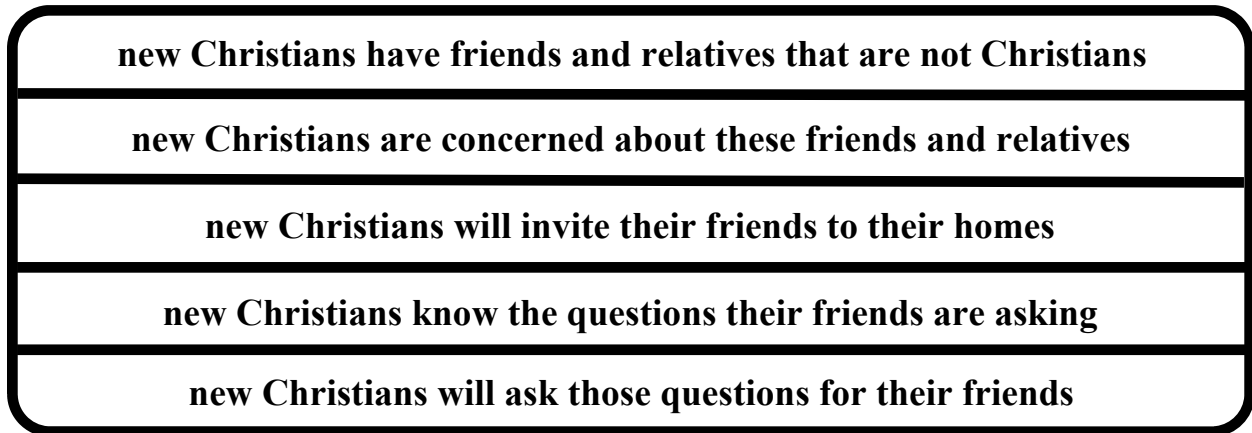 new Christians have friends and relatives that are not Christians
new Christians are concerned about these friends and relatives
new Christians will invite their friends to their homes
new Christians know the questions their friends are asking
new Christians will ask those questions for their friends